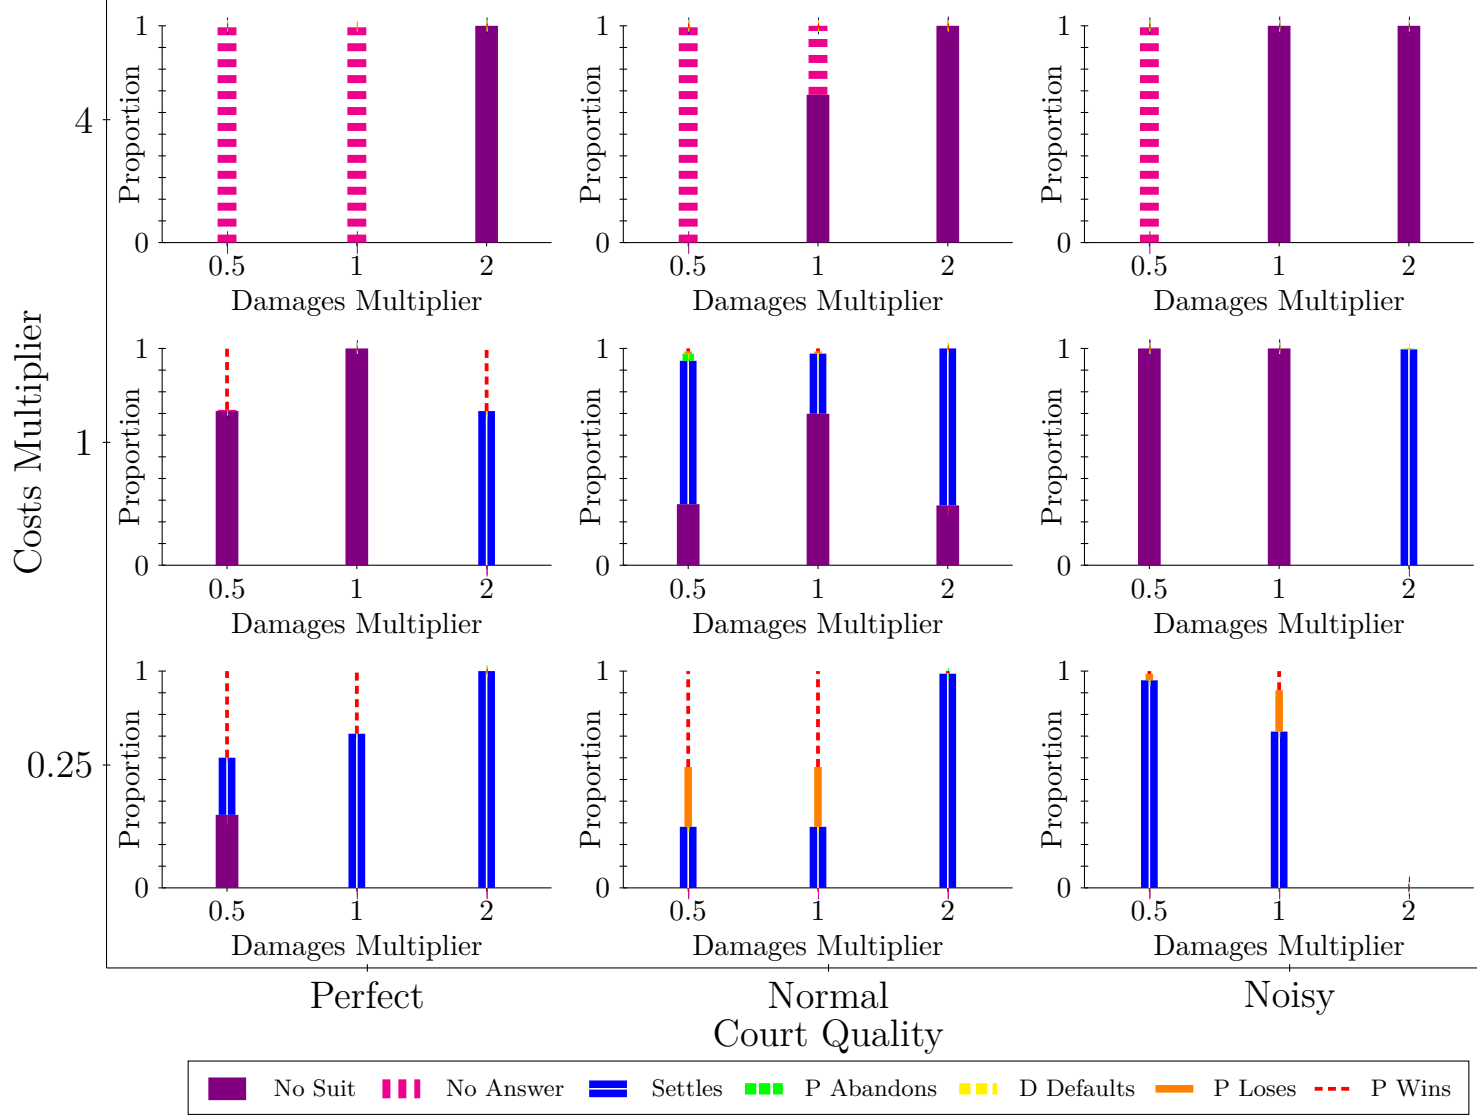 Costs Multiplier
4
1
0.25
Proportion
1
0
0.5 1 2
Damages Multiplier
Proportion
1
0
0.5 1 2
Damages Multiplier
Proportion
1
0
0.5 1 2
Damages Multiplier
Proportion
1
0
0.5 1 2
Damages Multiplier
Proportion
1
0
0.5 1 2
Damages Multiplier
Proportion
1
0
0.5 1 2
Damages Multiplier
Proportion
1
0
0.5 1 2
Damages Multiplier
Proportion
1
0
0.5 1 2
Damages Multiplier
Proportion
1
0
0.5 1 2
Damages Multiplier
Perfect Normal Noisy
Court Quality
No Suit No Answer Settles P Abandons D Defaults P Loses P Wins